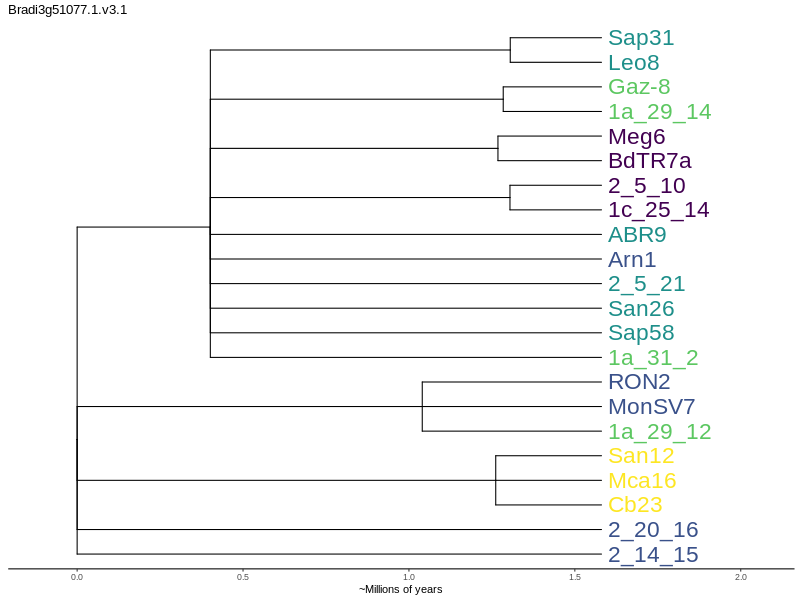 Bradi3g51077.1.v3.1
Sap31
Leo8
Gaz-8
1a_29_14
Meg6
BdTR7a
2_5_10
1c_25_14
ABR9
Arn1
2_5_21
San26
Sap58
1a_31_2
RON2
MonSV7
1a_29_12
San12
Mca16
Cb23
2_20_16
2_14_15
0.0 0.5 1.0 1.5 2.0
~Millions of years